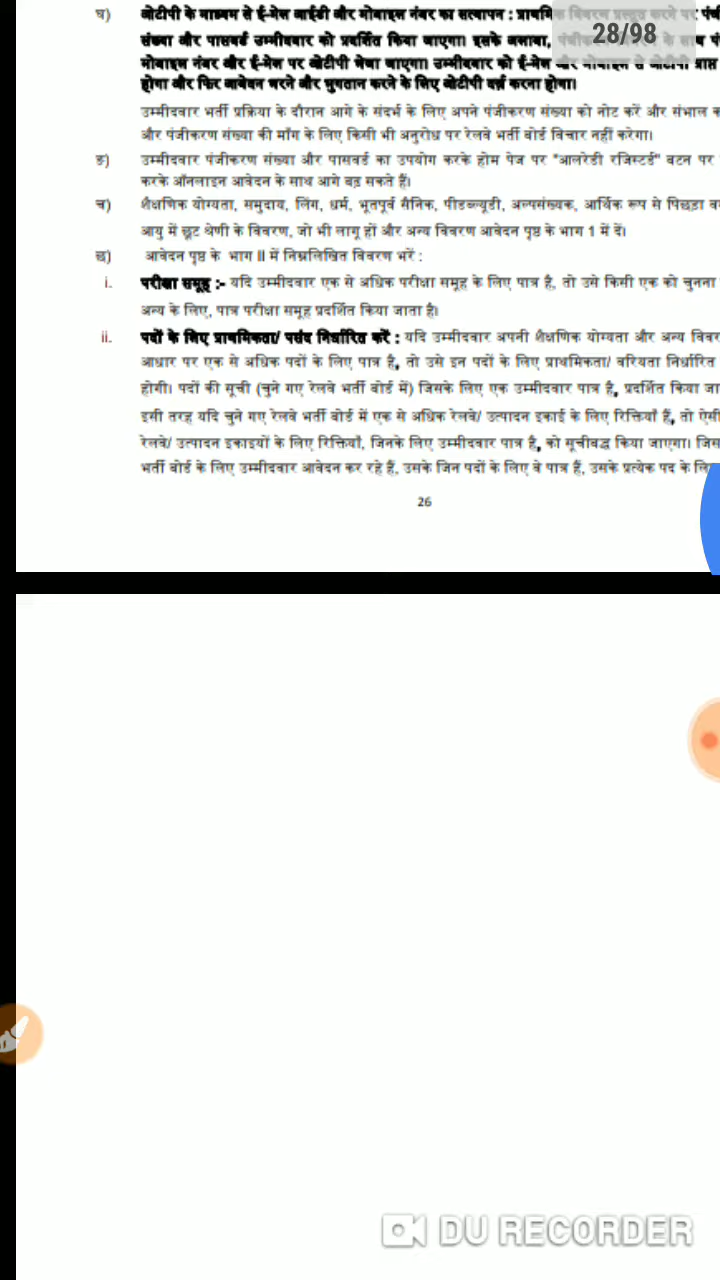 घ) ओटीपी के माध्यम से ई-मेल आईडी और मोबाइल नंबर का सत्यापन : प्राथमिक विवरण प्रस्तुत करने पर पंजी
28/98
संख्या और पासवर्ड उम्मीदवार को प्रदर्शित किया जाएगा। इसके अलावा, के साथ पं
मोबाइल नंबर और ई-मेल पर ओटीपी भेजा जाएगा। उम्मीदवार को ई-मेल और मोबाइल से ओटीपी प्राप्त
होगा और फिर आवेदन भरने और भुगतान करने के लिए ओटीपी दर्ज करना होगा।
उम्मीदवार भर्ती प्रक्रिया के दौरान आगे के संदर्भ के लिए अपने पंजीकरण संख्या को नोट करें और संभाल क
और पंजीकरण संख्या की माँग के लिए किसी भी अनुरोध पर रेलवे भर्ती बोर्ड विचार नहीं करेगा।
ङ) उम्मीदवार पंजीकरण संख्या और पासवर्ड का उपयोग करके होम पेज पर "आलरेडी रजिस्टर्ड" बटन पर
करके ऑनलाइन आवेदन के साथ आगे बढ़ सकते हैं।
च) शैक्षणिक योग्यता, समुदाय, लिंग, धर्म, भूतपूर्व सैनिक, पीडब्ल्यूडी, अल्पसंख्यक, आर्थिक रूप से पिछड़ा व
आयु में छूट श्रेणी के विवरण, जो भी लागू हों और अन्य विवरण आवेदन पृष्ठ के भाग 1 में दें।
छ) आवेदन पृष्ठ के भाग II में निम्नलिखित विवरण भरें :
i. परीक्षा समूह :- यदि उम्मीदवार एक से अधिक परीक्षा समूह के लिए पात्र है, तो उसे किसी एक को चुनना
अन्य के लिए, पात्र परीक्षा समूह प्रदर्शित किया जाता है।
ii. पदों के लिए प्राथमिकता/ पसंद निर्धारित करें : यदि उम्मीदवार अपनी शैक्षणिक योग्यता और अन्य विवर
आधार पर एक से अधिक पदों के लिए पात्र है, तो उसे इन पदों के लिए प्राथमिकता/ वरियता निर्धारित
होगी। पदों की सूची (चुने गए रेलवे भर्ती बोर्ड में) जिसके लिए एक उम्मीदवार पात्र है, प्रदर्शित किया जा
इसी तरह यदि चुने गए रेलवे भर्ती बोर्ड में एक से अधिक रेलवे/ उत्पादन इकाई के लिए रिक्तियाँ हैं, तो ऐसी
रेलवे/ उत्पादन इकाइयों के लिए रिक्तियाँ, जिनके लिए उम्मीदवार पात्र है, को सूचीबद्ध किया जाएगा। जिस
भर्ती बोर्ड के लिए उम्मीदवार आवेदन कर रहे हैं, उसके जिन पदों के लिए वे पात्र हैं, उसके प्रत्येक पद के लि
26
DU RECORDER